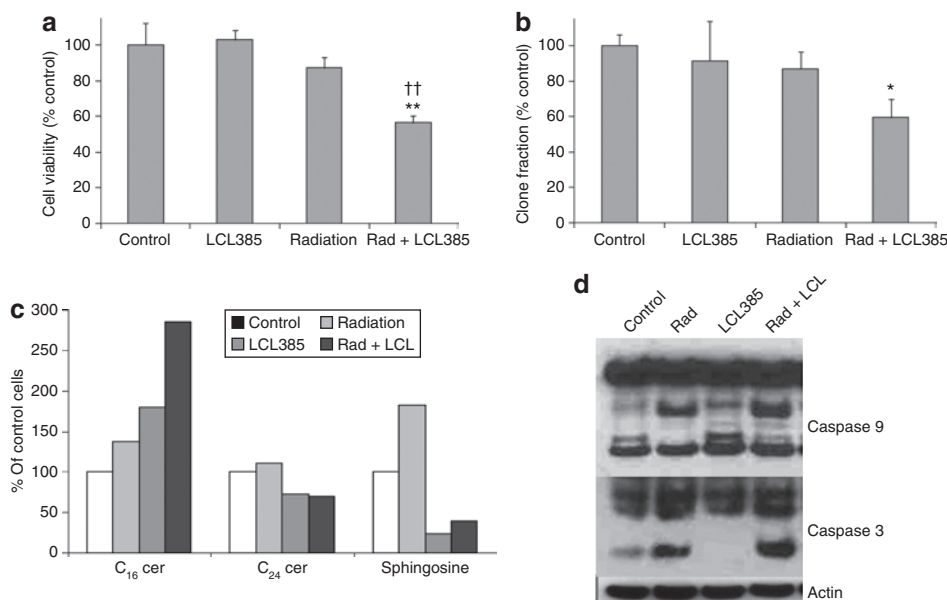 a
Cell viability (% control)
100
80
60
40
20
0
††
**
Control LCL385 Radiation Rad + LCL385
b
Clone fraction (% control)
100
80
60
40
20
0
*
Control LCL385 Radiation Rad + LCL385
c
% Of control cells
300
250
200
150
100
50
0
Control Radiation
LCL385 Rad + LCL
C16 cer C24 cer Sphingosine
d
Control Rad LCL385 Rad + LCL
Caspase 9
Caspase 3
Actin